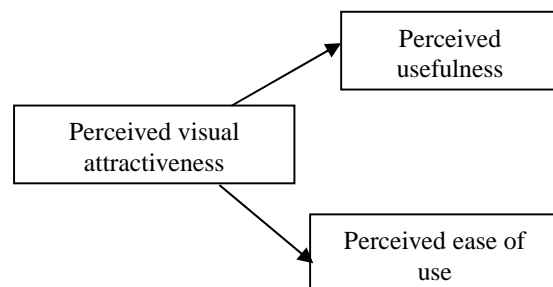 Perceived
usefulness
Perceived visual
attractiveness
Perceived ease of
use